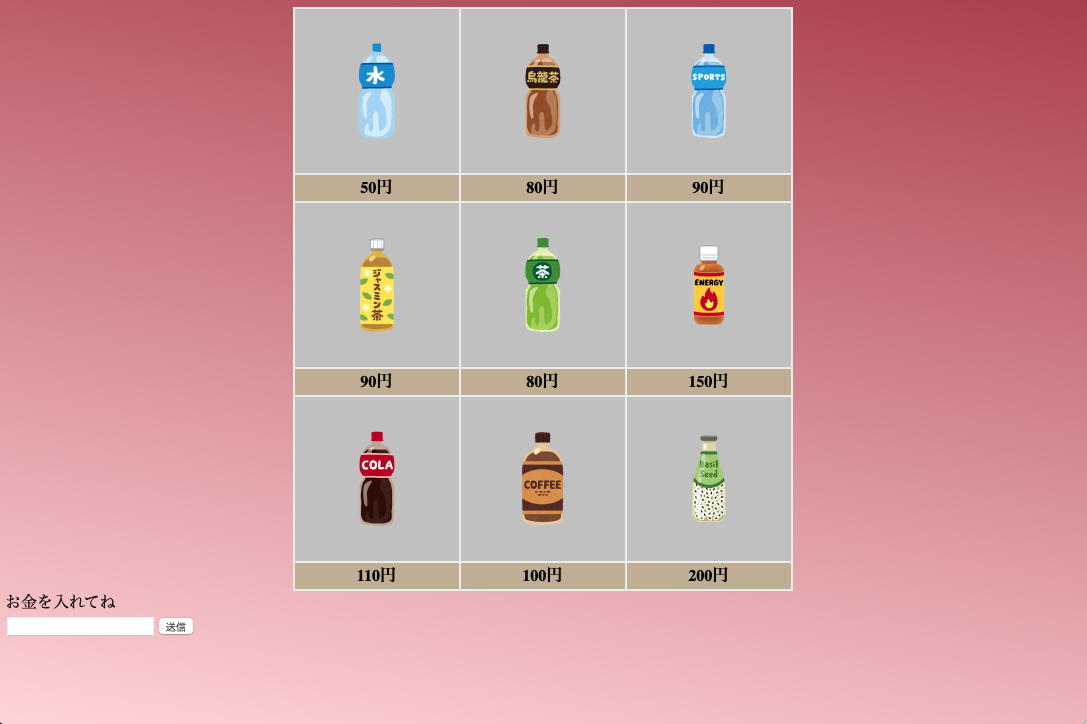 水
烏龍茶
SPORTS
50円
80円
90円
ジャスミン茶
茶
ENERGY
90円
80円
150円
COLA
COFFEE
Basil
Seed
110円
100円
200円
お金を入れてね
送信